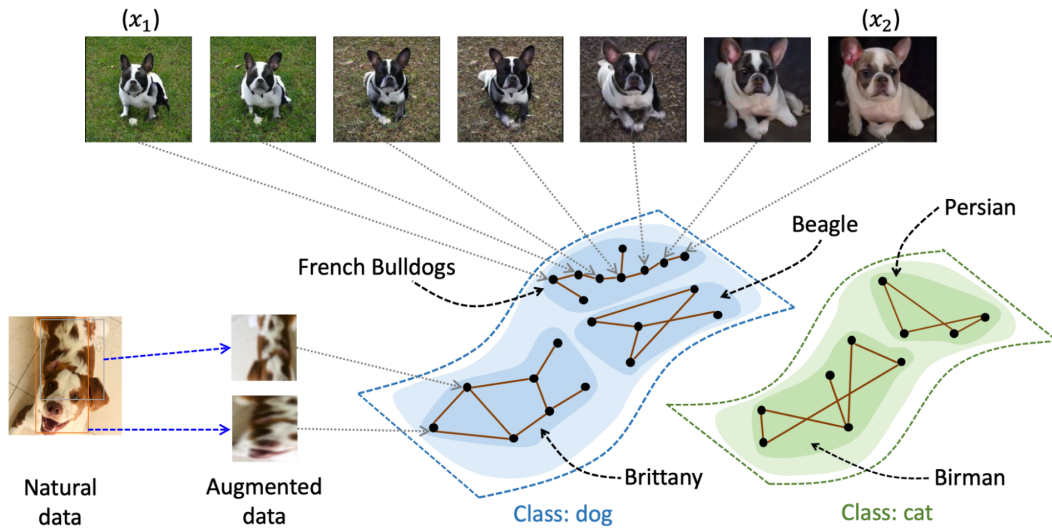 (x₁)
(x₂)
Persian
Beagle
French Bulldogs
Brittany
Birman
Natural
data
Augmented
data
Class: dog
Class: cat